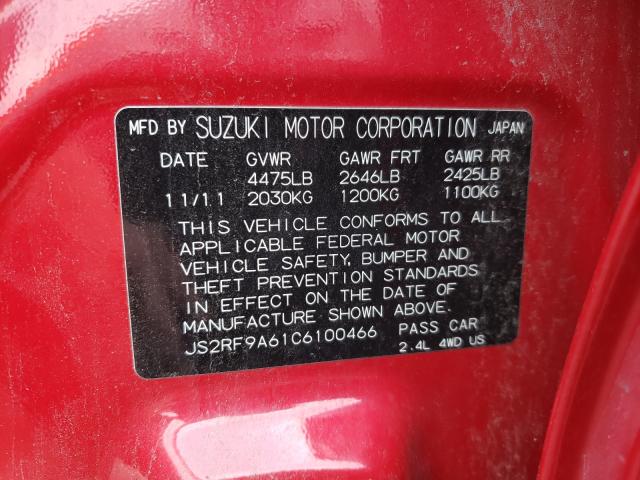 MFD BY SUZUKI MOTOR CORPORATION JAPAN
DATE GVWR GAWR FRT GAWR RR
4475LB 2646LB 2425LB
11/11 2030KG 1200KG 1100KG
THIS VEHICLE CONFORMS TO ALL
APPLICABLE FEDERAL MOTOR
VEHICLE SAFETY, BUMPER AND
THEFT PREVENTION STANDARDS
IN EFFECT ON THE DATE OF
MANUFACTURE SHOWN ABOVE.
JS2RF9A61C6100466 PASS CAR
2.4L 4WD US